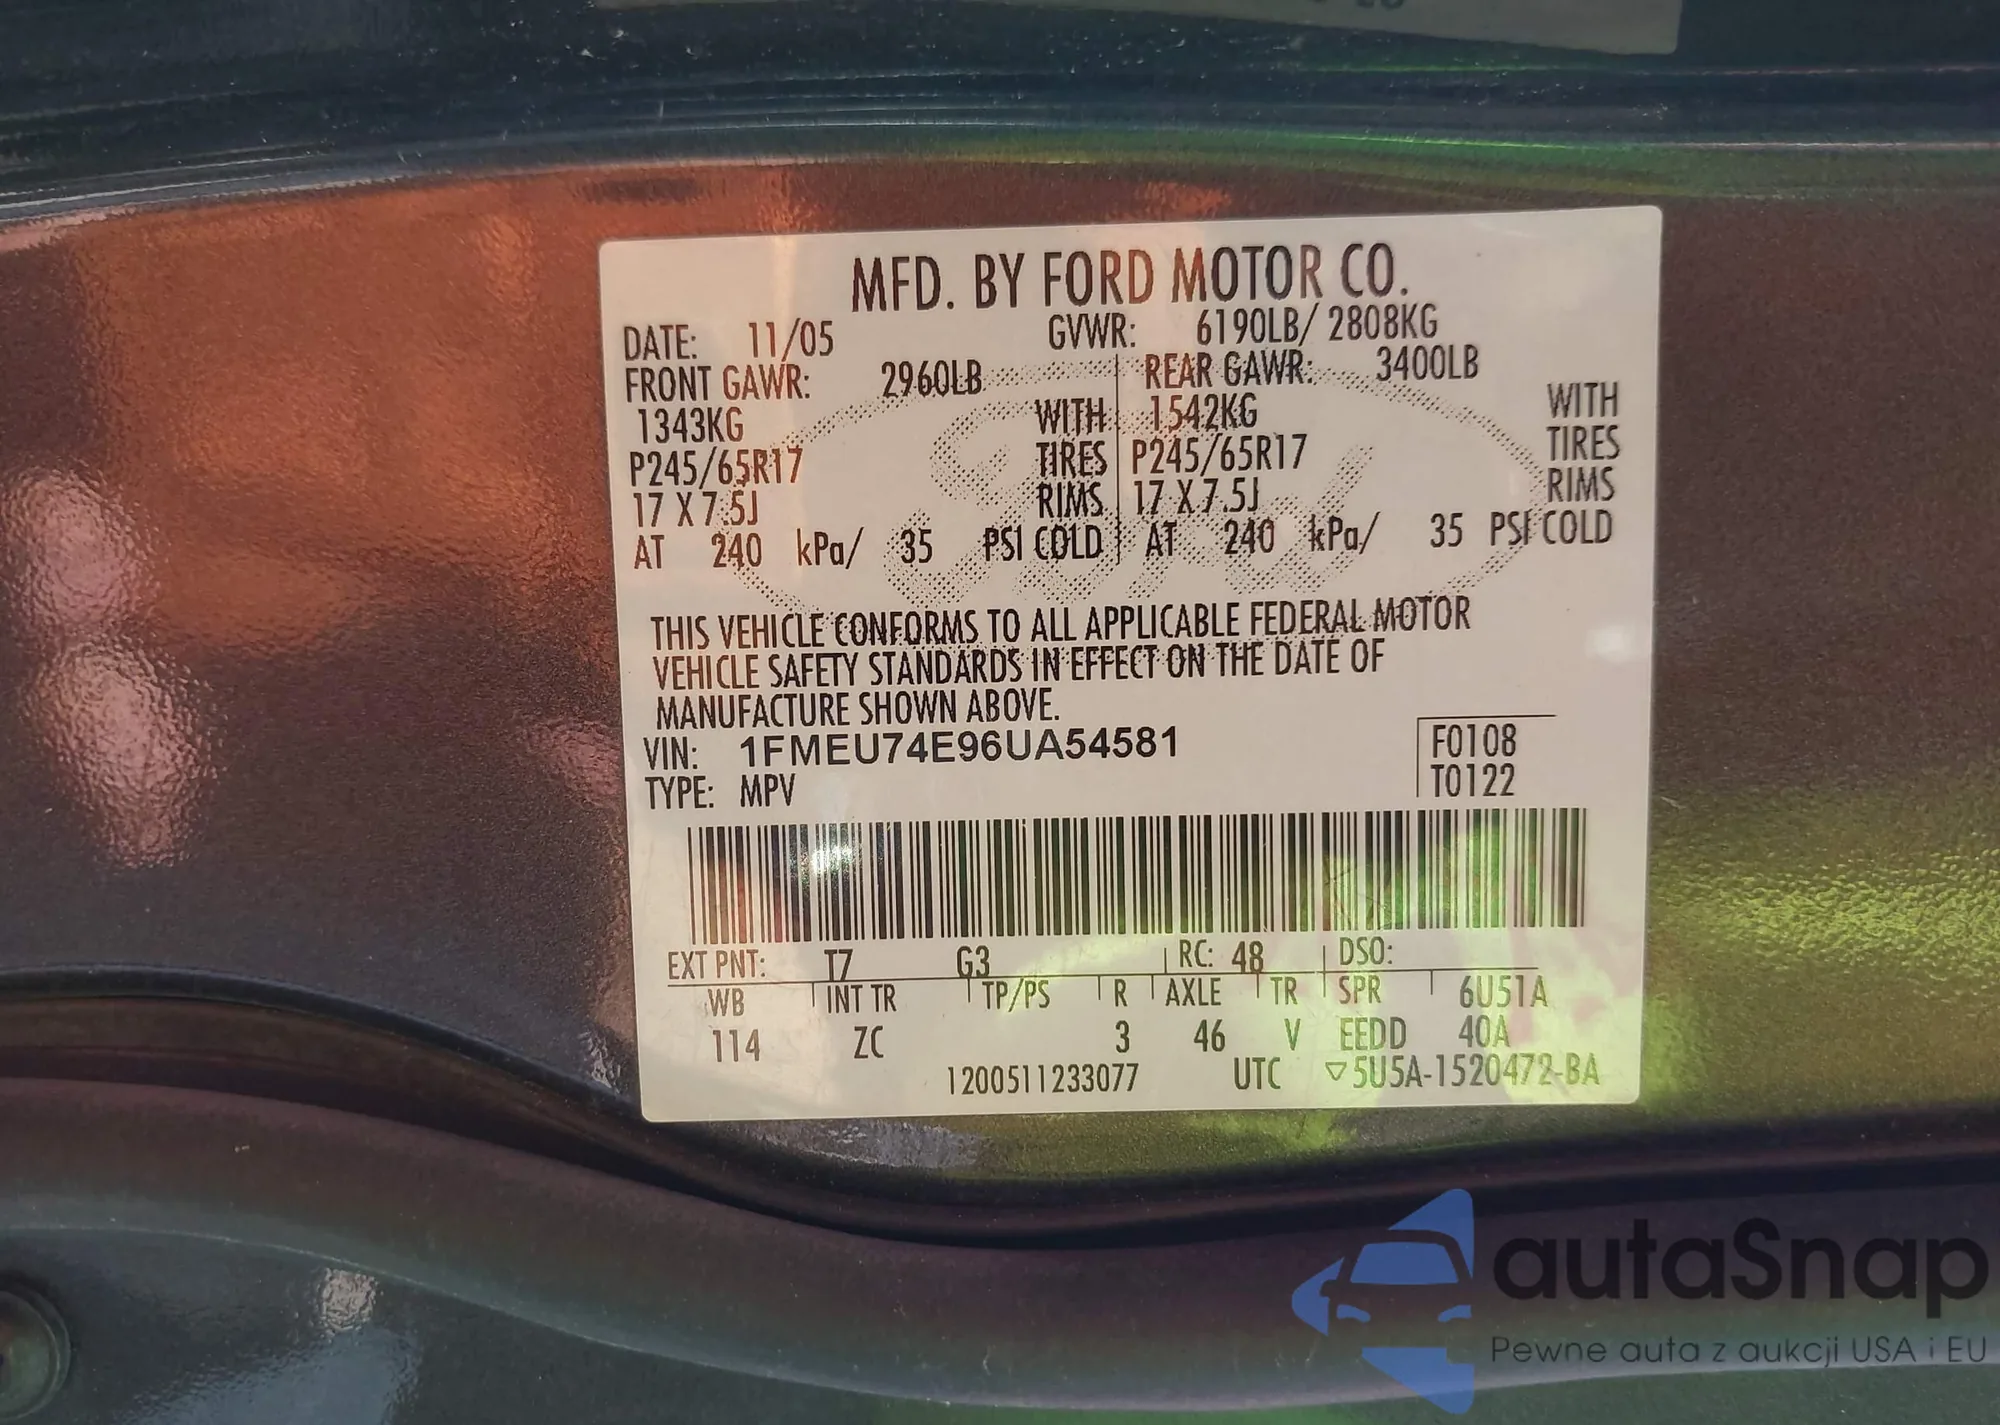 MFD. BY FORD MOTOR CO.
DATE: 11/05 GVWR: 6190LB/ 2808KG
FRONT GAWR: 2960LB REAR GAWR: 3400LB
1343KG WITH 1542KG WITH
P245/65R17 TIRES P245/65R17 TIRES
17 X 7.5J RIMS 17 X 7.5J RIMS
AT 240 kPa/ 35 PSI COLD AT 240 kPa/ 35 PSI COLD
THIS VEHICLE CONFORMS TO ALL APPLICABLE FEDERAL MOTOR
VEHICLE SAFETY STANDARDS IN EFFECT ON THE DATE OF
MANUFACTURE SHOWN ABOVE.
VIN: 1FMEU74E96UA54581 F0108
TYPE: MPV T0122
EXT PNT: T7 G3 RC: 48 DSO:
WB INT TR TP/PS R AXLE TR SPR 6U51A
114 ZC 3 46 V EEDD 40A
1200511233077 UTC ▽5U5A-1520472-BA
autaSnap
Pewne auta z aukcji USA i EU